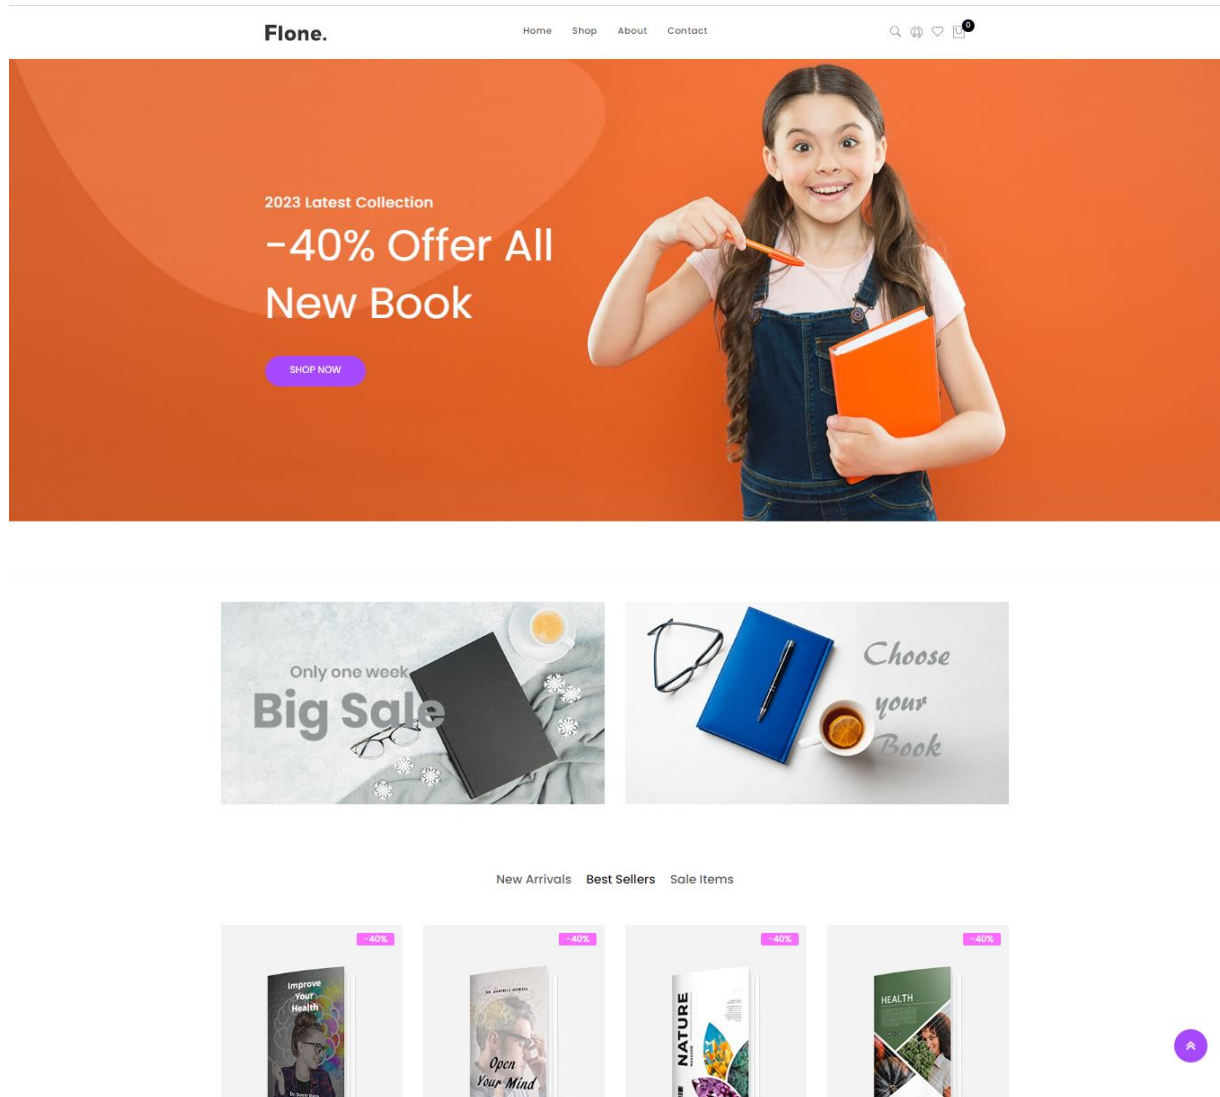 Flone.
Home Shop About Contact
0
2023 Latest Collection
-40% Offer All
New Book
SHOP NOW
Only one week
Big Sale
Choose
your
Book
New Arrivals Best Sellers Sale Items
-40%
-40%
-40%
-40%
Improve
Your
Health
Open
Your Mind
NATURE
HEALTH